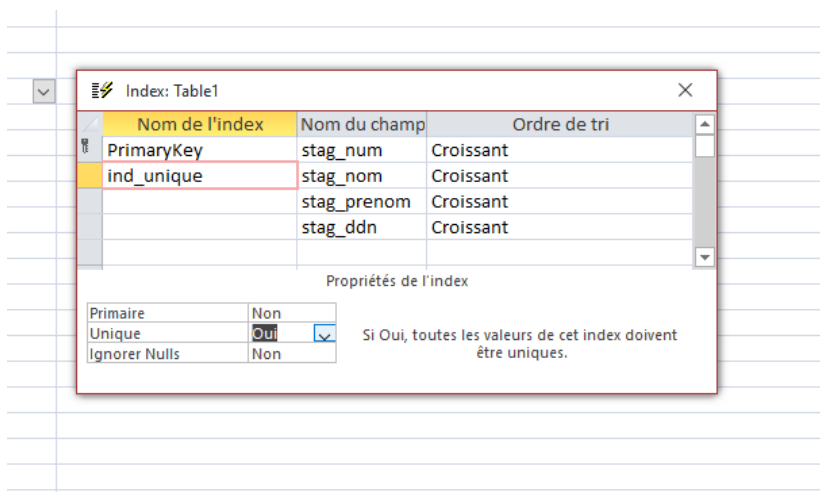 Index: Table1
Nom de l'index Nom du champ Ordre de tri
PrimaryKey stag_num Croissant
ind_unique stag_nom Croissant
stag_prenom Croissant
stag_ddn Croissant
Propriétés de l'index
Primaire Non
Unique Oui
Ignorer Nulls Non
Si Oui, toutes les valeurs de cet index doivent
être uniques.